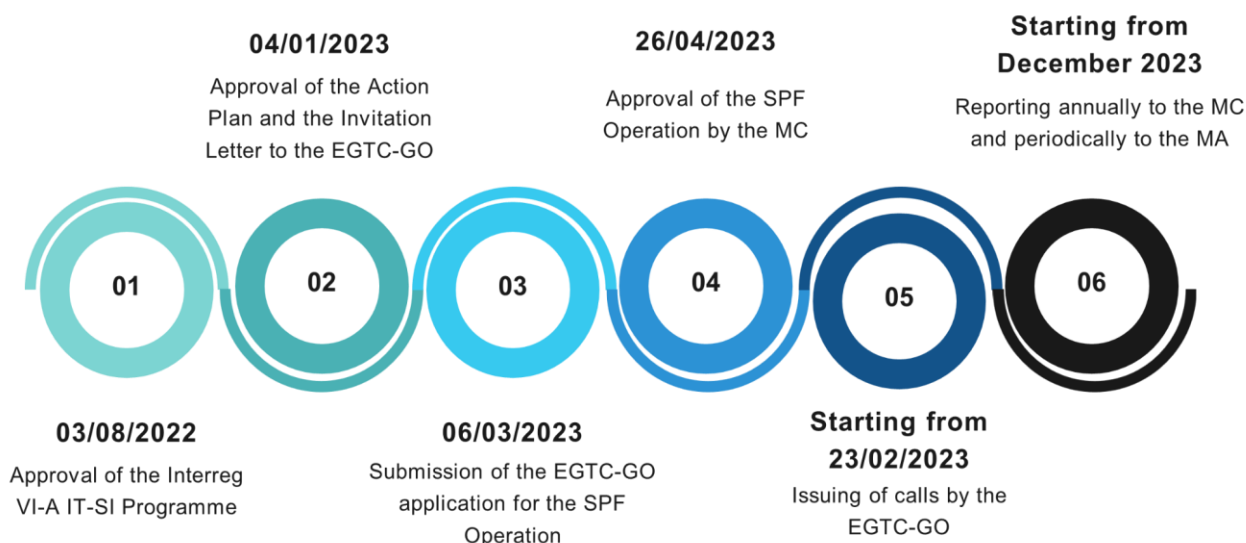 01
03/08/2022
Approval of the Interreg
VI-A IT-SI Programme
04/01/2023
Approval of the Action
Plan and the Invitation
Letter to the EGTC-GO
02
03
06/03/2023
Submission of the EGTC-GO
application for the SPF
Operation
26/04/2023
Approval of the SPF
Operation by the MC
04
05
Starting from
23/02/2023
Issuing of calls by the
EGTC-GO
Starting from
December 2023
Reporting annually to the MC
and periodically to the MA
06